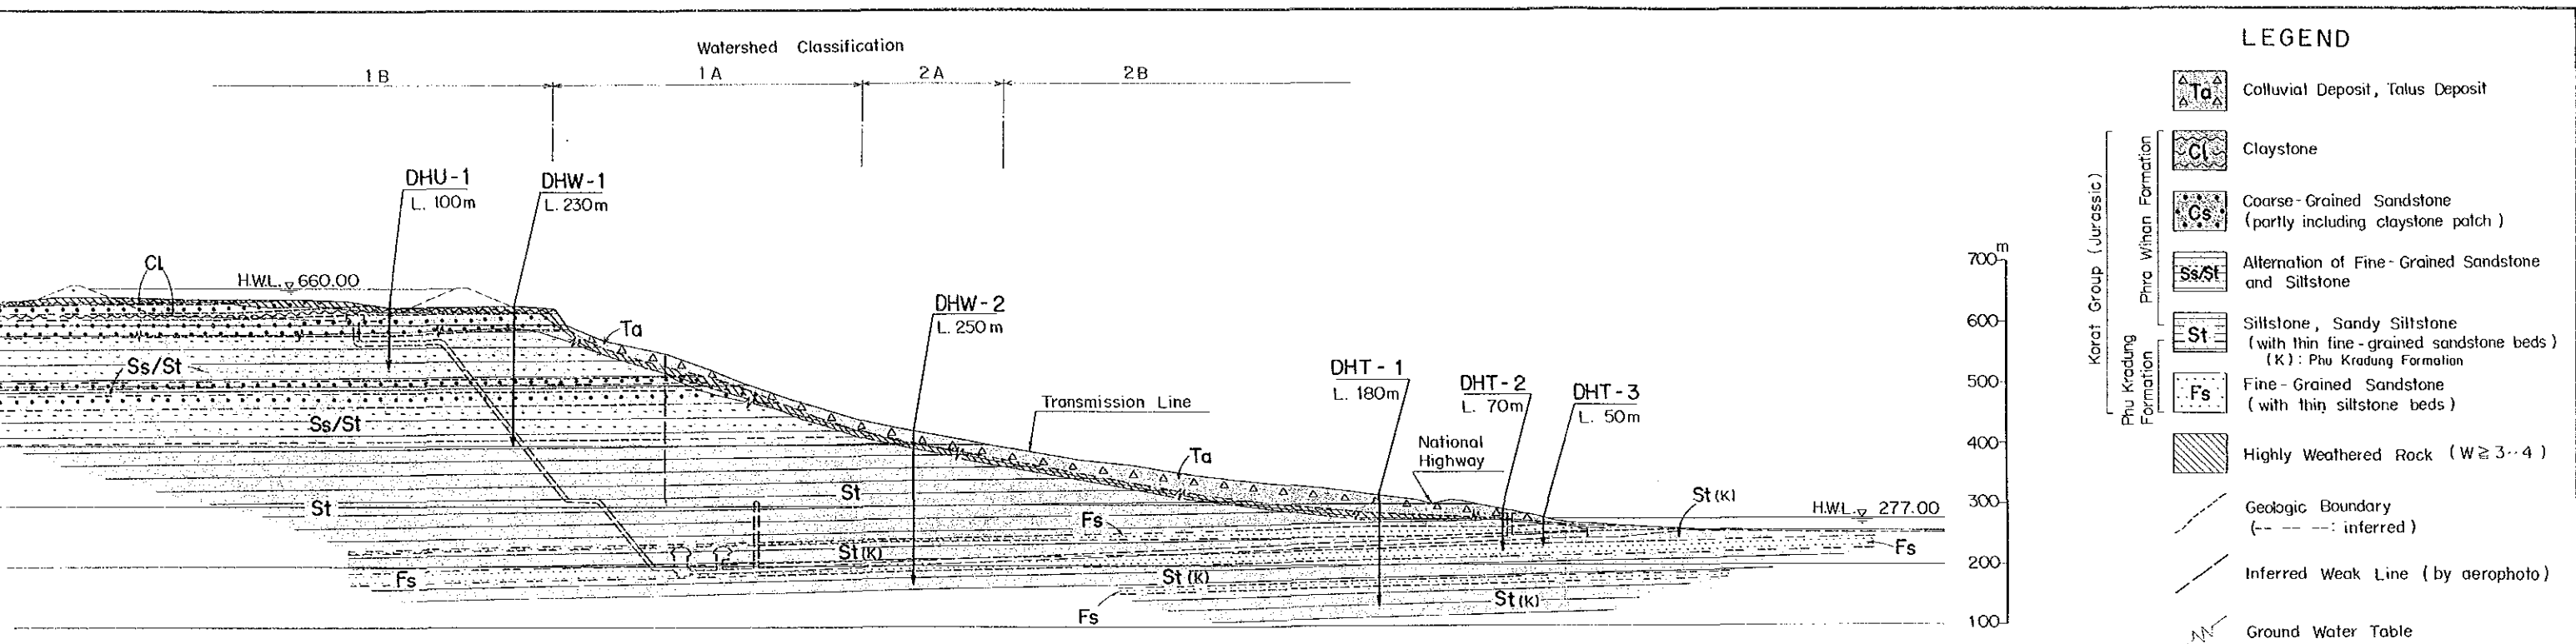 Watershed Classification
1B
1A
2A
2B
DHU-1
L. 100m
DHW-1
L. 230m
Cl
H.W.L. 660.00
Ta
DHW-2
L. 250m
Ss/St
Ss/St
Transmission Line
DHT-1
L. 180m
DHT-2
L. 70m
DHT-3
L. 50m
National
Highway
Ta
St
St
Fs
St(K)
H.W.L. 277.00
Fs
St(K)
Fs
St(K)
Fs
St(K)
m
700
600
500
400
300
200
100
LEGEND
Karat Group (Jurassic)
Phra Wihan Formation
Phu Kradung
Formation
Ta
Colluvial Deposit, Talus Deposit
Cl
Claystone
Cs
Coarse-Grained Sandstone
(partly including claystone patch)
Ss/St
Alternation of Fine-Grained Sandstone
and Siltstone
St
Siltstone, Sandy Siltstone
(with thin fine-grained sandstone beds)
(K): Phu Kradung Formation
Fs
Fine-Grained Sandstone
(with thin siltstone beds)
Highly Weathered Rock (W ≧ 3--4)
Geologic Boundary
(-- -- --: inferred)
Inferred Weak Line (by aerophoto)
Ground Water Table